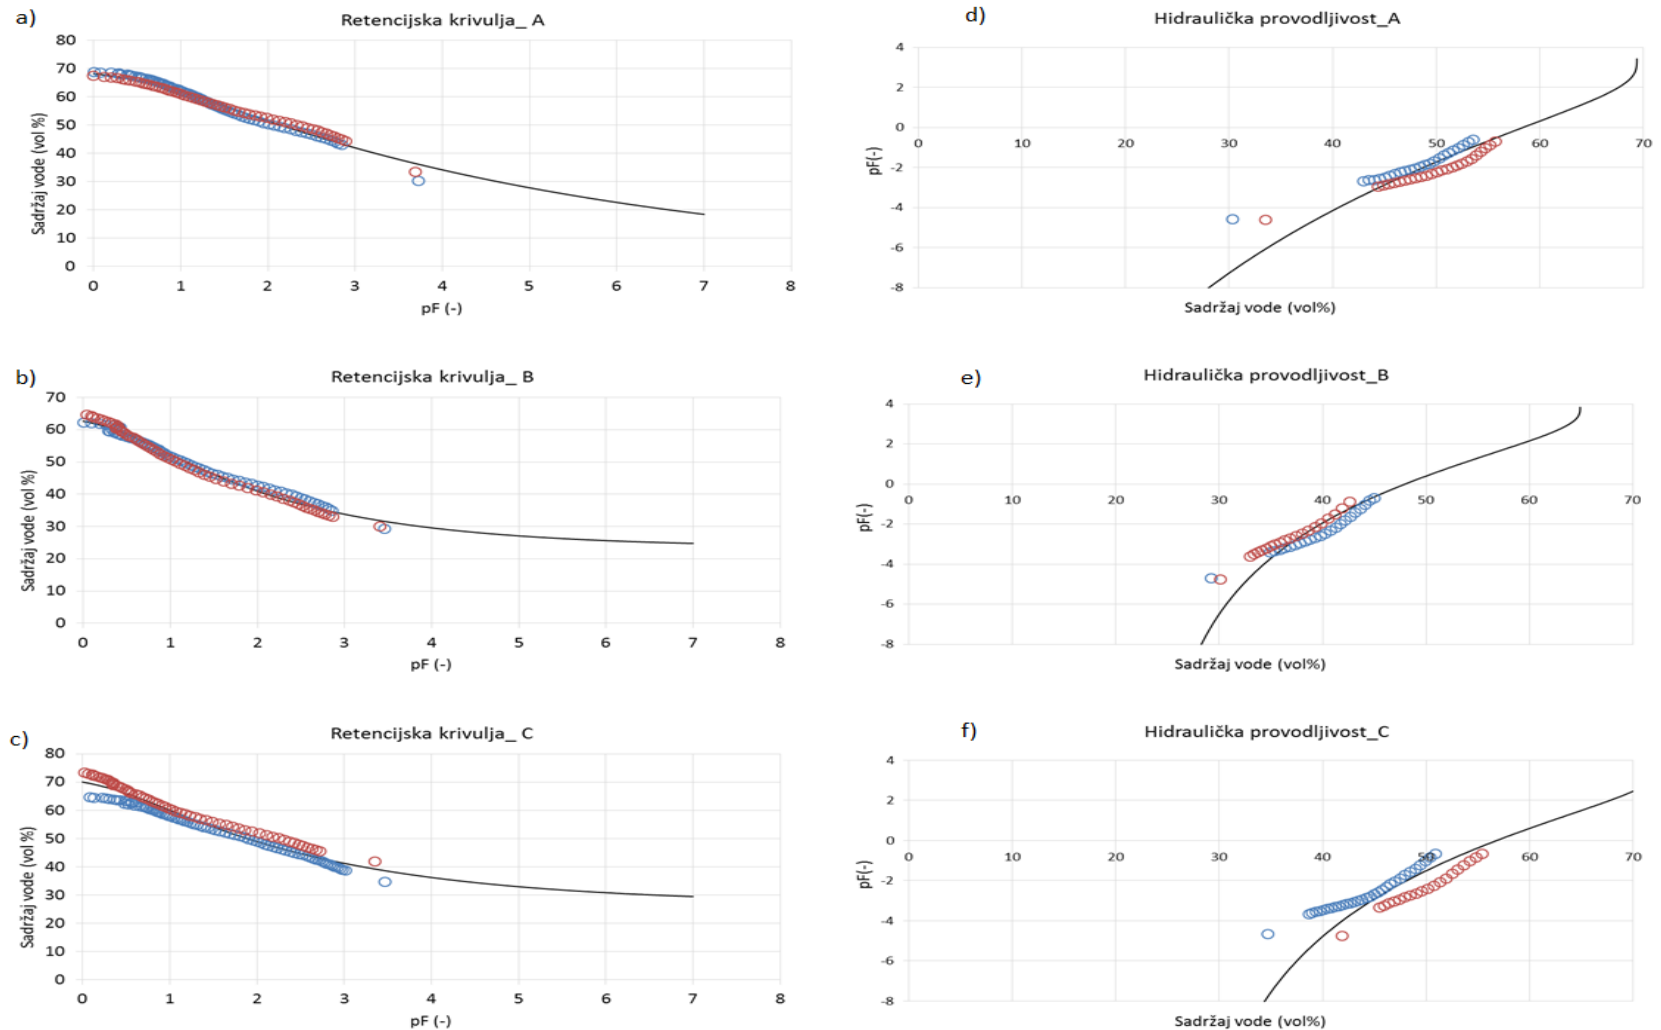 a)
Retencijska krivulja_ A
Sadržaj vode (vol %)
80
70
60
50
40
30
20
10
0
0 1 2 3 4 5 6 7 8
pF (-)
d)
Hidraulička provodljivost_A
pF(-)
4
2
0
-2
-4
-6
-8
0 10 20 30 40 50 60 70
Sadržaj vode (vol%)
b)
Retencijska krivulja_ B
Sadržaj vode (vol %)
70
60
50
40
30
20
10
0
0 1 2 3 4 5 6 7 8
pF (-)
e)
Hidraulička provodljivost_B
pF(-)
4
2
0
-2
-4
-6
-8
0 10 20 30 40 50 60 70
Sadržaj vode (vol%)
c)
Retencijska krivulja_ C
Sadržaj vode (vol %)
80
70
60
50
40
30
20
10
0
0 1 2 3 4 5 6 7 8
pF (-)
f)
Hidraulička provodljivost_C
pF(-)
4
2
0
-2
-4
-6
-8
0 10 20 30 40 50 60 70
Sadržaj vode (vol%)